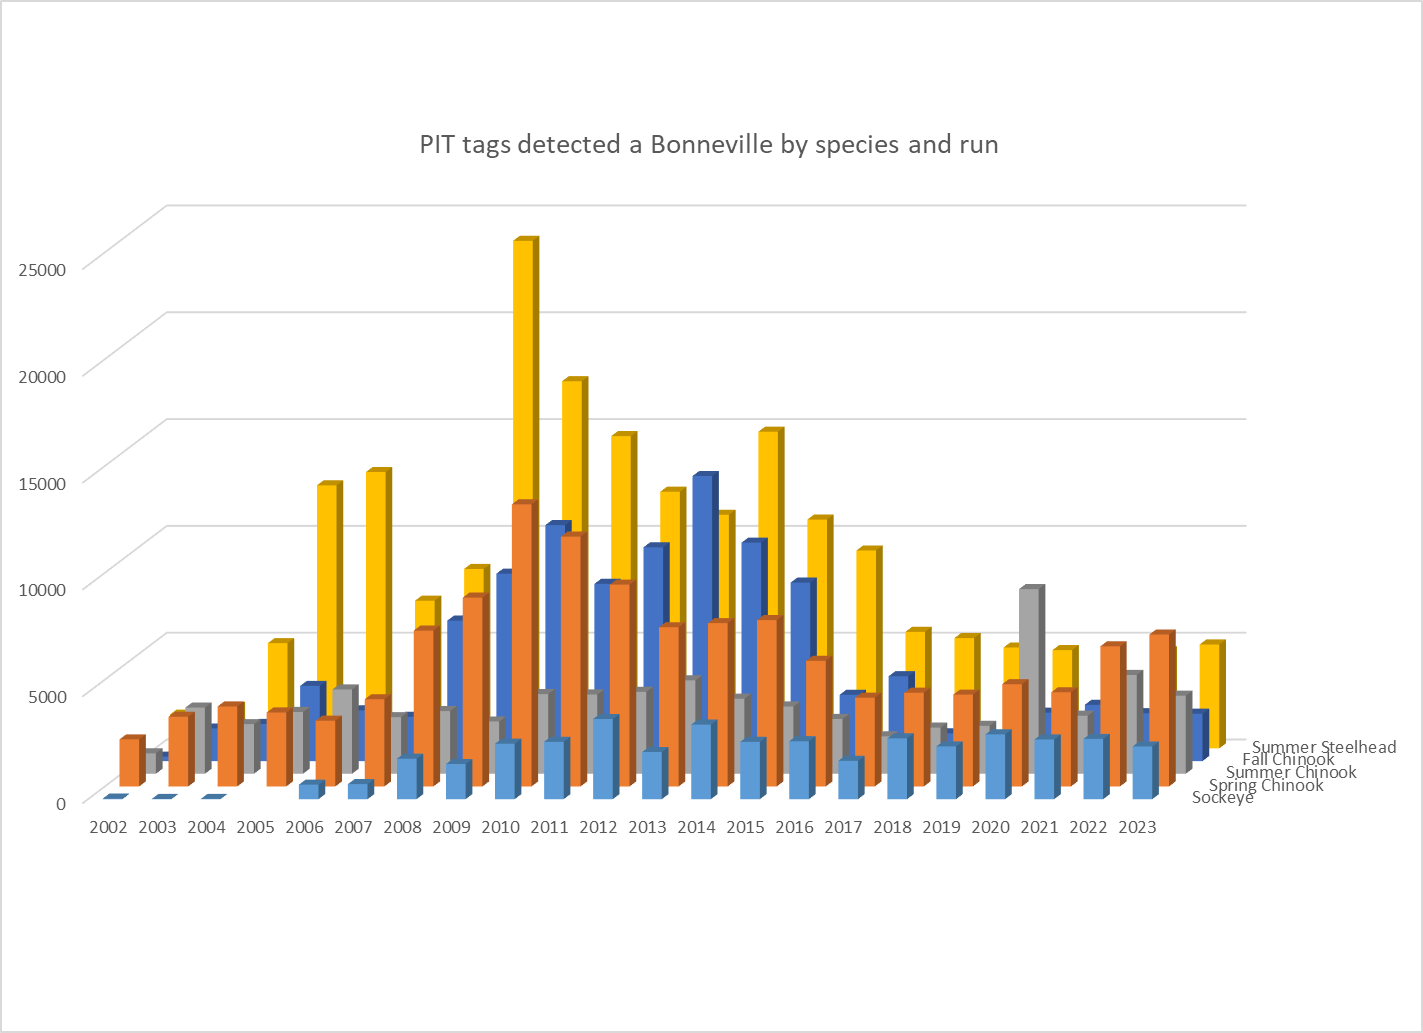 PIT tags detected a Bonneville by species and run
25000
20000
15000
10000
5000
0
Summer Steelhead
Fall Chinook
Summer Chinook
Spring Chinook
Sockeye
2002 2003 2004 2005 2006 2007 2008 2009 2010 2011 2012 2013 2014 2015 2016 2017 2018 2019 2020 2021 2022 2023